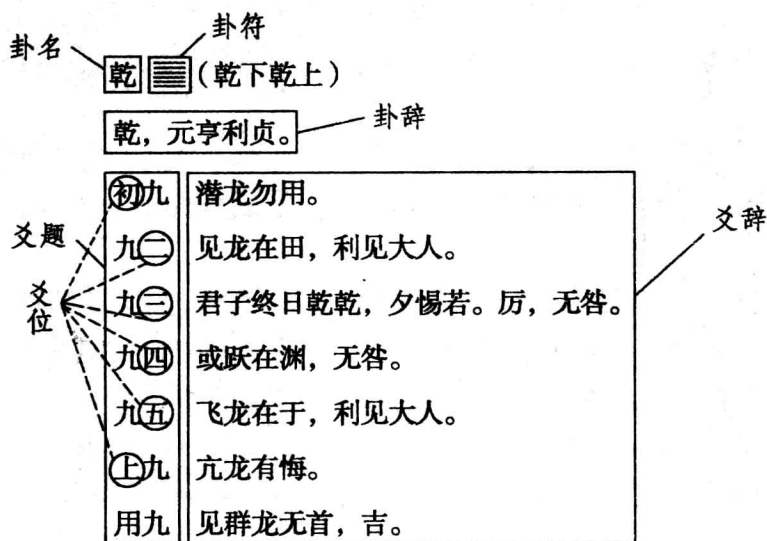 卦名
卦符
乾 ䷀ (乾下乾上)
乾，元亨利贞。
卦辞
初九 潜龙勿用。
爻题
九二 见龙在田，利见大人。
爻辞
爻位
九三 君子终日乾乾，夕惕若。厉，无咎。
九四 或跃在渊，无咎。
九五 飞龙在于，利见大人。
上九 亢龙有悔。
用九 见群龙无首，吉。